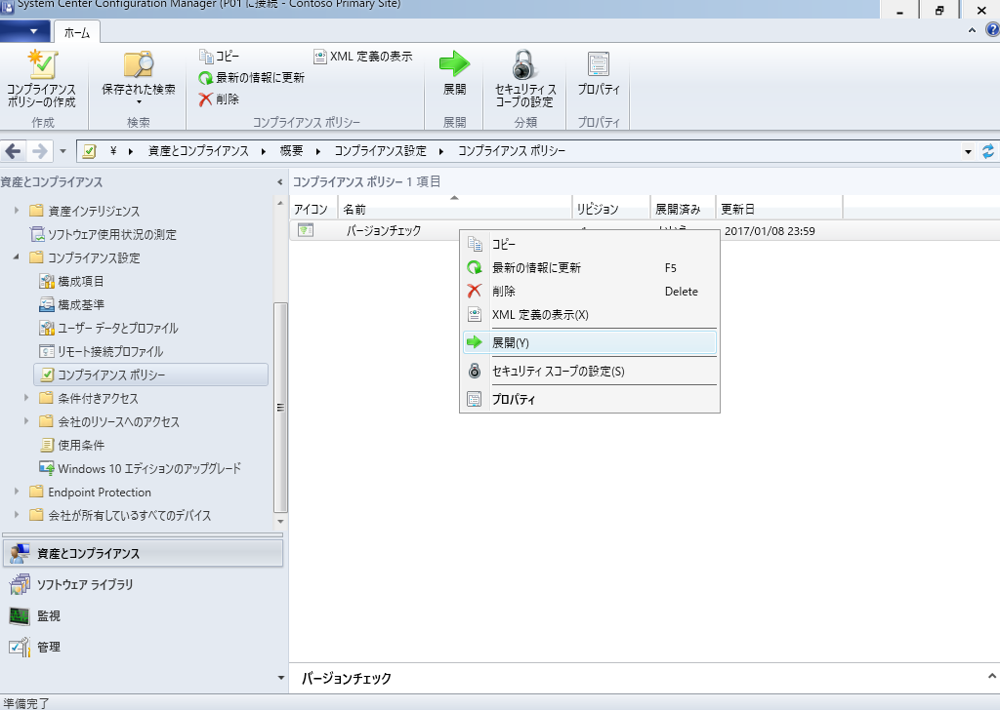 System Center Configuration Manager (P01 に接続 - Contoso Primary Site)
ホーム
コンプライアンス
ポリシーの作成
作成
保存された検索
検索
コピー
最新の情報に更新
削除
XML 定義の表示
コンプライアンス ポリシー
展開
展開
セキュリティ ス
コープの設定
分類
プロパティ
プロパティ
¥ 資産とコンプライアンス 概要 コンプライアンス設定 コンプライアンス ポリシー
資産とコンプライアンス
資産インテリジェンス
ソフトウェア使用状況の測定
コンプライアンス設定
構成項目
構成基準
ユーザー データとプロファイル
リモート接続プロファイル
コンプライアンス ポリシー
条件付きアクセス
会社のリソースへのアクセス
使用条件
Windows 10 エディションのアップグレード
Endpoint Protection
会社が所有しているすべてのデバイス
資産とコンプライアンス
ソフトウェア ライブラリ
監視
管理
コンプライアンス ポリシー 1 項目
アイコン 名前 リビジョン 展開済み 更新日
バージョンチェック 2017/01/08 23:59
コピー
最新の情報に更新 F5
削除 Delete
XML 定義の表示(X)
展開(Y)
セキュリティ スコープの設定(S)
プロパティ
バージョンチェック
準備完了